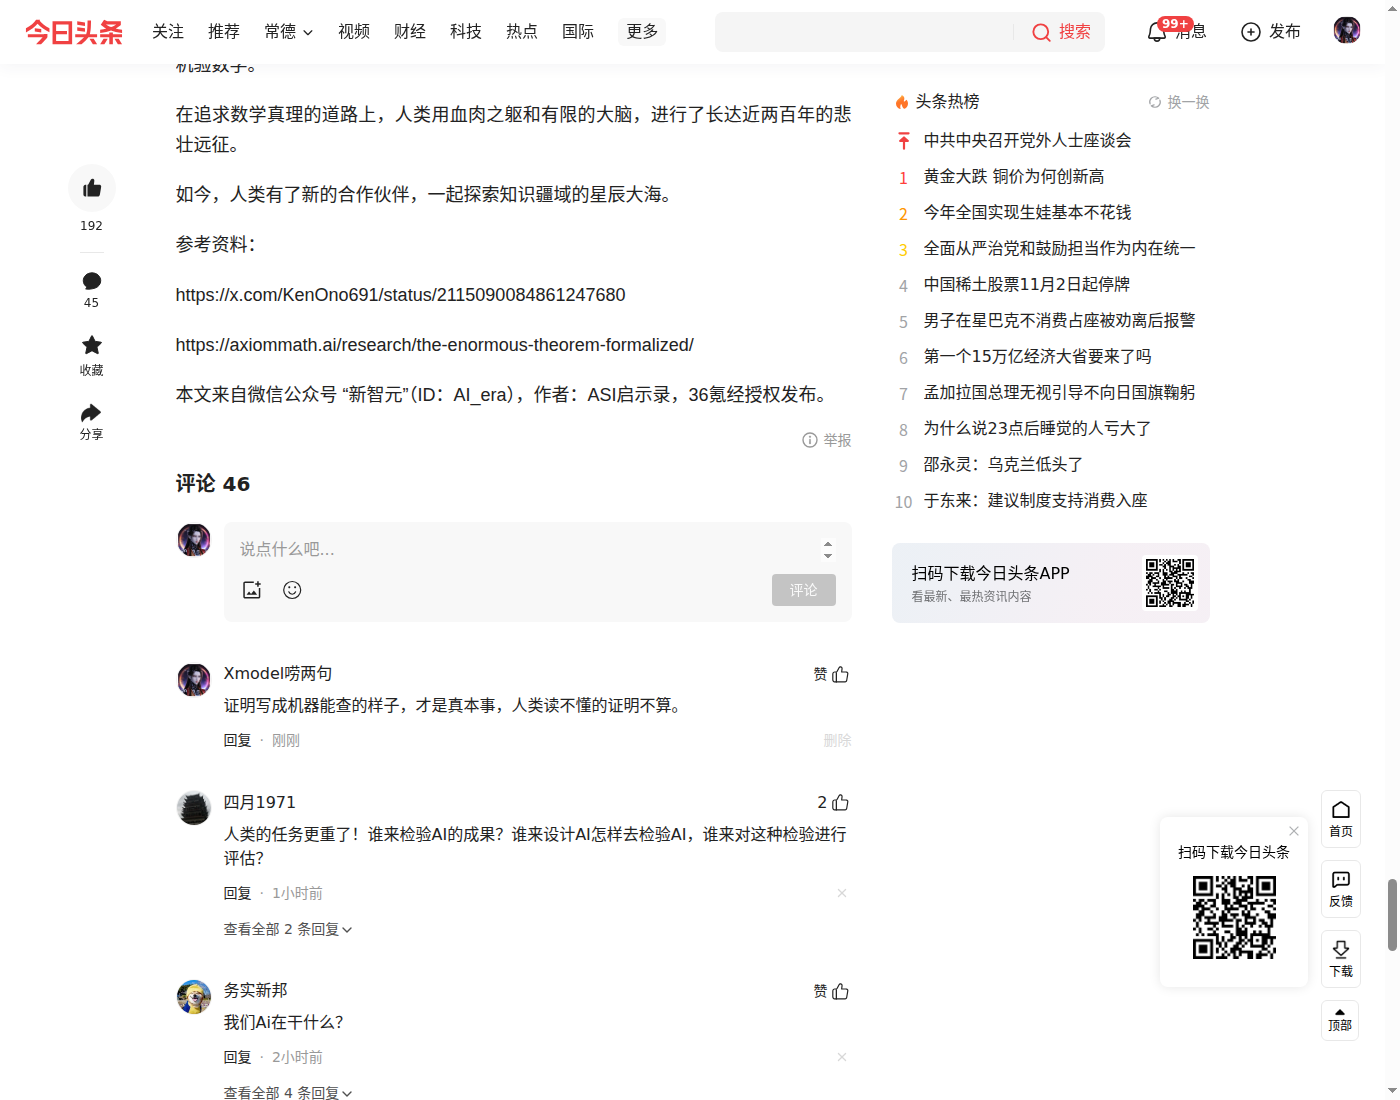 今日头条
关注 推荐 常德 视频 财经 科技 热点 国际 更多
搜索
99+
消息
发布
机验数学。
在追求数学真理的道路上，人类用血肉之躯和有限的大脑，进行了长达近两百年的悲
壮远征。
如今，人类有了新的合作伙伴，一起探索知识疆域的星辰大海。
参考资料：
https://x.com/KenOno691/status/2115090084861247680
https://axiommath.ai/research/the-enormous-theorem-formalized/
本文来自微信公众号 “新智元”（ID：AI_era），作者：ASI启示录，36氪经授权发布。
举报
192
45
收藏
分享
评论 46
说点什么吧...
评论
Xmodel唠两句
赞
证明写成机器能查的样子，才是真本事，人类读不懂的证明不算。
回复 · 刚刚
删除
四月1971
2
人类的任务更重了！谁来检验AI的成果？谁来设计AI怎样去检验AI，谁来对这种检验进行
评估？
回复 · 1小时前
查看全部 2 条回复
务实新邦
赞
我们Ai在干什么？
回复 · 2小时前
查看全部 4 条回复
头条热榜
换一换
中共中央召开党外人士座谈会
1 黄金大跌 铜价为何创新高
2 今年全国实现生娃基本不花钱
3 全面从严治党和鼓励担当作为内在统一
4 中国稀土股票11月2日起停牌
5 男子在星巴克不消费占座被劝离后报警
6 第一个15万亿经济大省要来了吗
7 孟加拉国总理无视引导不向日国旗鞠躬
8 为什么说23点后睡觉的人亏大了
9 邵永灵：乌克兰低头了
10 于东来：建议制度支持消费入座
扫码下载今日头条APP
看最新、最热资讯内容
扫码下载今日头条
首页
反馈
下载
顶部